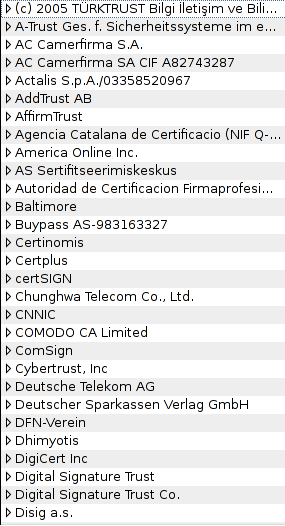 (c) 2005 TÜRKTRUST Bilgi İletişim ve Bili...
A-Trust Ges. f. Sicherheitssysteme im e...
AC Camerfirma S.A.
AC Camerfirma SA CIF A82743287
Actalis S.p.A./03358520967
AddTrust AB
AffirmTrust
Agencia Catalana de Certificacio (NIF Q-...
America Online Inc.
AS Sertifitseerimiskeskus
Autoridad de Certificacion Firmaprofesi...
Baltimore
Buypass AS-983163327
Certinomis
Certplus
certSIGN
Chunghwa Telecom Co., Ltd.
CNNIC
COMODO CA Limited
ComSign
Cybertrust, Inc
Deutsche Telekom AG
Deutscher Sparkassen Verlag GmbH
DFN-Verein
Dhimyotis
DigiCert Inc
Digital Signature Trust
Digital Signature Trust Co.
Disig a.s.